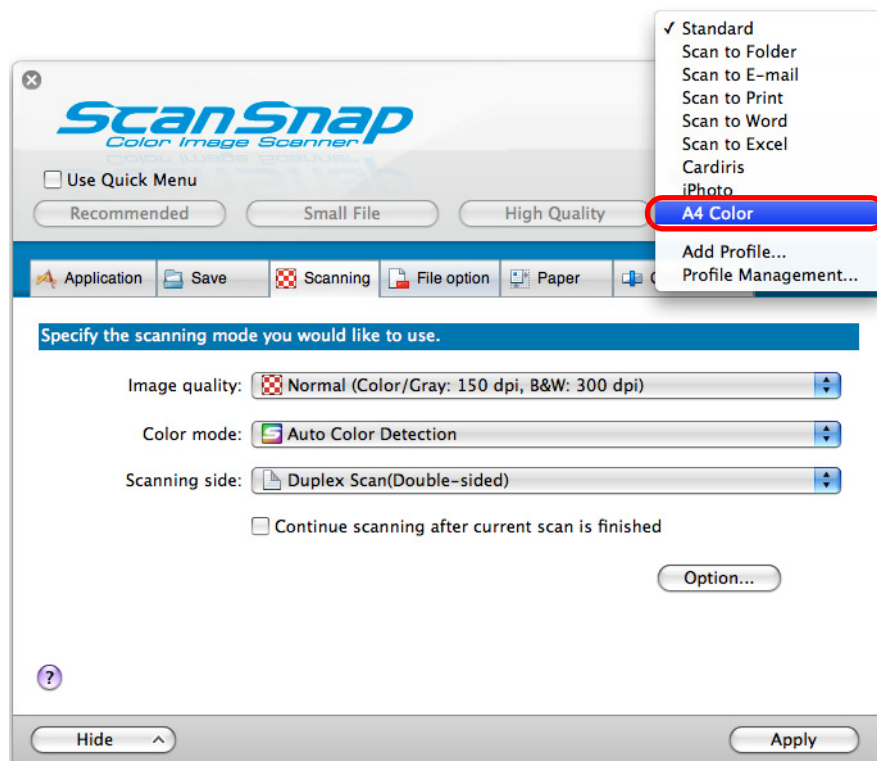 ✓ Standard
Scan to Folder
Scan to E-mail
Scan to Print
Scan to Word
Scan to Excel
Cardiris
iPhoto
A4 Color
Add Profile...
Profile Management...
ScanSnap
Color Image Scanner
Use Quick Menu
Recommended Small File High Quality
Application Save Scanning File option Paper
Specify the scanning mode you would like to use.
Image quality: Normal (Color/Gray: 150 dpi, B&W: 300 dpi)
Color mode: Auto Color Detection
Scanning side: Duplex Scan(Double-sided)
Continue scanning after current scan is finished
Option...
?
Hide Apply